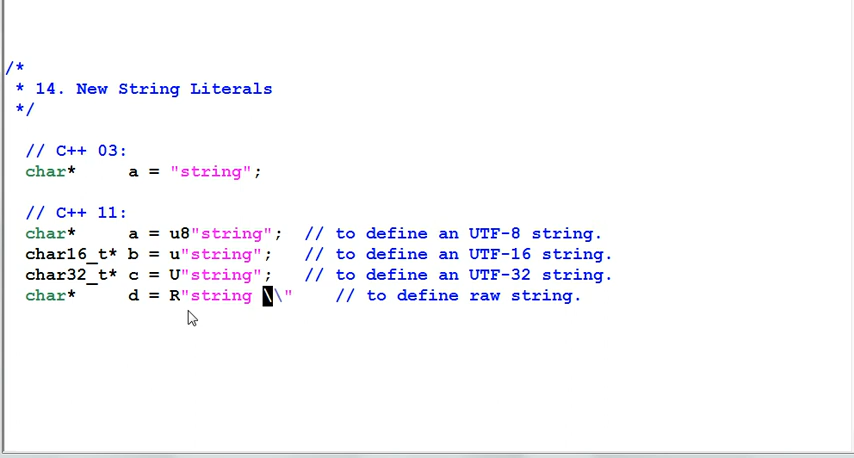 /*
* 14. New String Literals
*/
// C++ 03:
char* a = "string";
// C++ 11:
char* a = u8"string"; // to define an UTF-8 string.
char16_t* b = u"string"; // to define an UTF-16 string.
char32_t* c = U"string"; // to define an UTF-32 string.
char* d = R"string \\" // to define raw string.